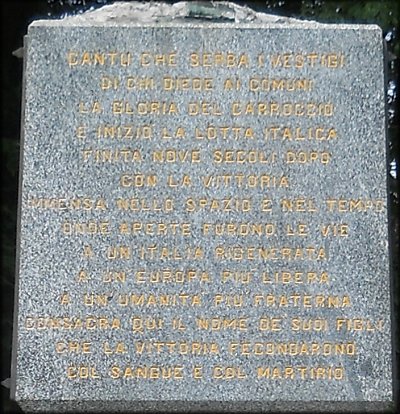 CANTU CHE SERBA I VESTIGI
DI CHI DIEDE AI COMUNI
LA GLORIA DEL CARROCCIO
E INIZIO LA LOTTA ITALICA
FINITA NOVE SECOLI DOPO
CON LA VITTORIA
IMMENSA NELLO SPAZIO E NEL TEMPO
ONDE APERTE FURONO LE VIE
A UN ITALIA RIGENERATA
A UN EUROPA PIU LIBERA
A UN UMANITA PIU FRATERNA
CONSACRA QUI IL NOME DE' SUOI FIGLI
CHE LA VITTORIA FECONDARONO
COL SANGUE E COL MARTIRIO